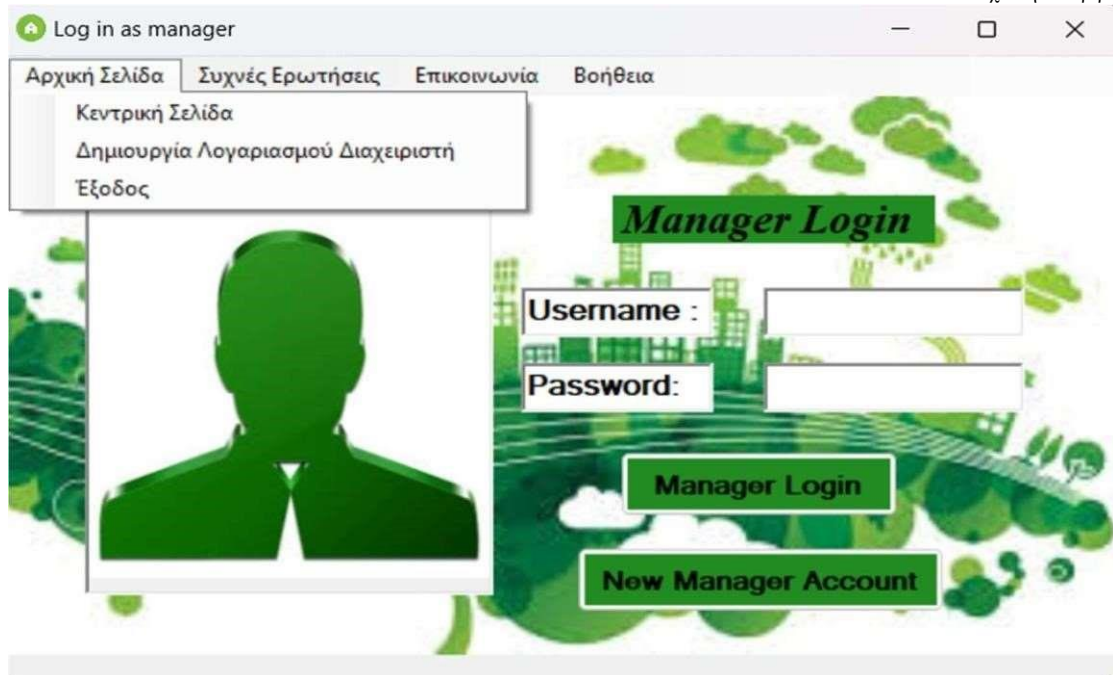 Log in as manager
Αρχική Σελίδα Συχνές Ερωτήσεις Επικοινωνία Βοήθεια
Κεντρική Σελίδα
Δημιουργία Λογαριασμού Διαχειριστή
Έξοδος
Manager Login
Username :
Password:
Manager Login
New Manager Account